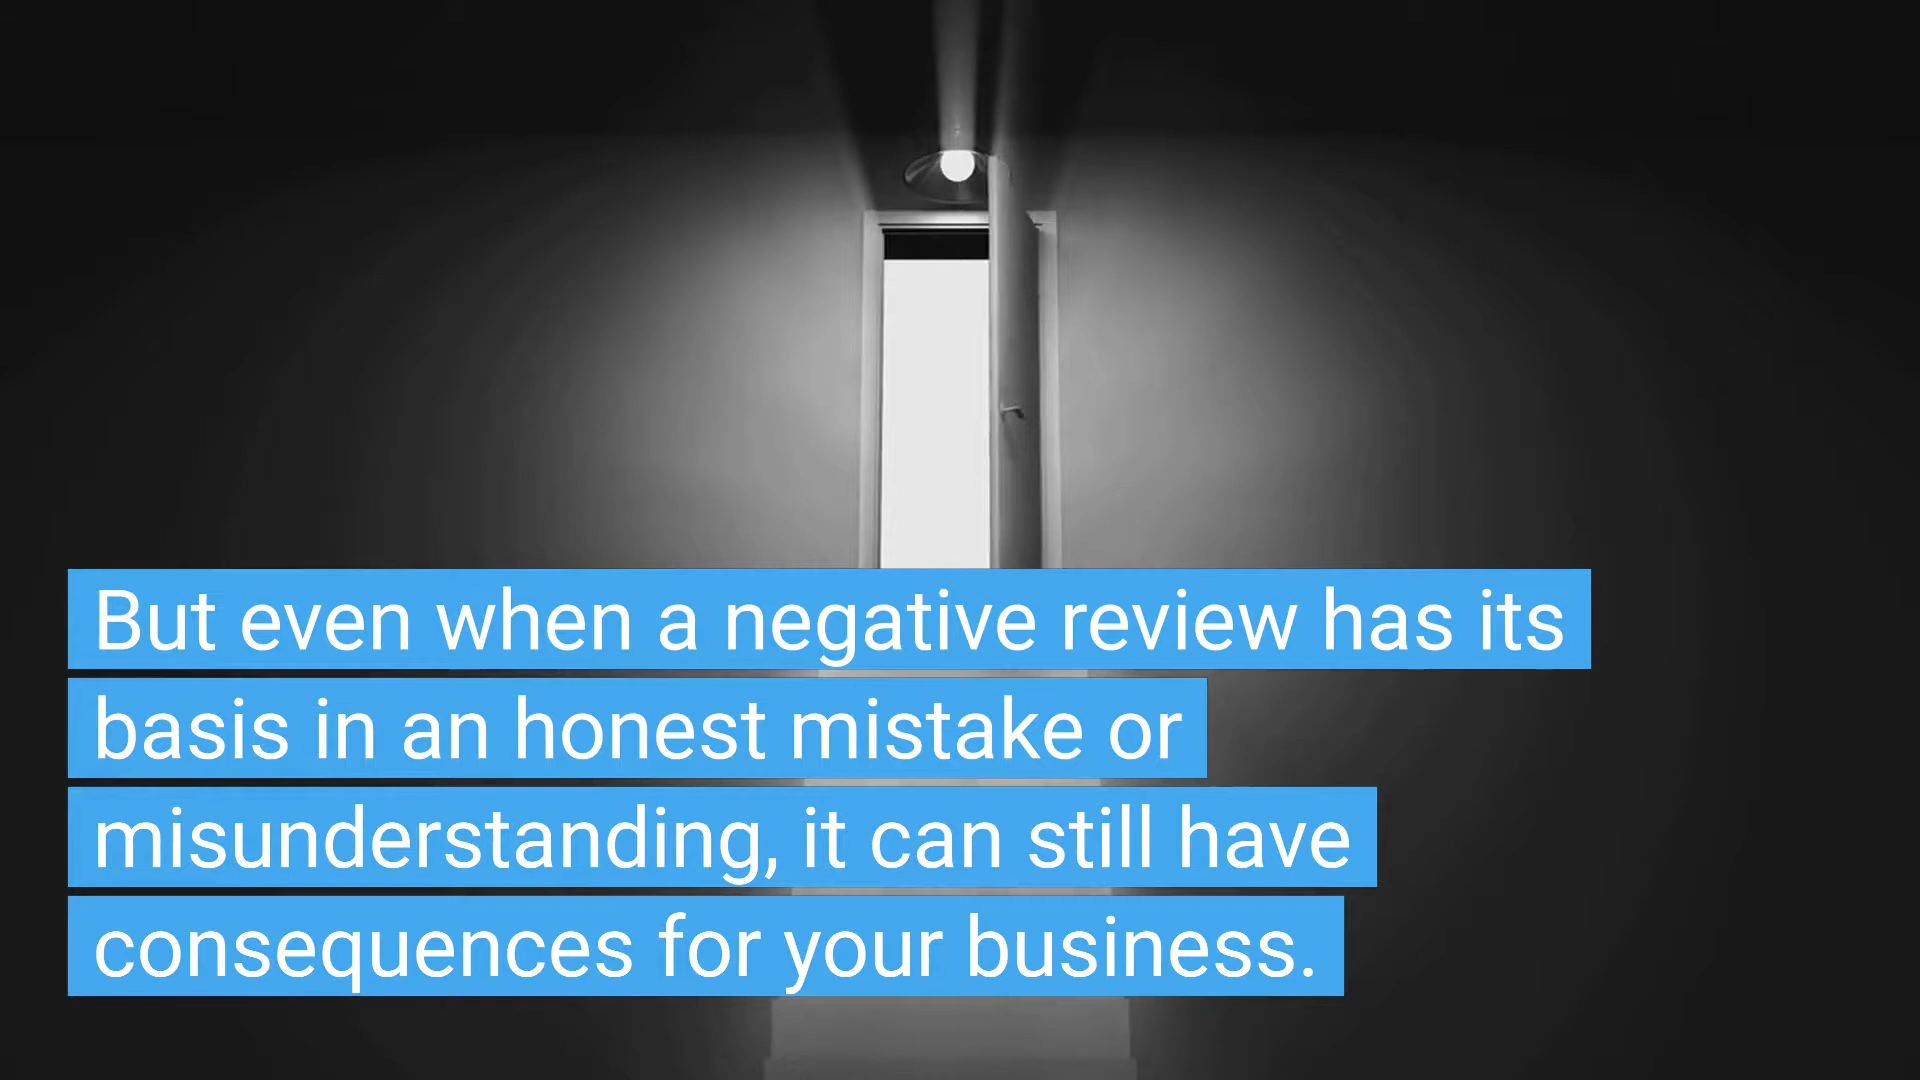 But even when a negative review has its
basis in an honest mistake or
misunderstanding, it can still have
consequences for your business.